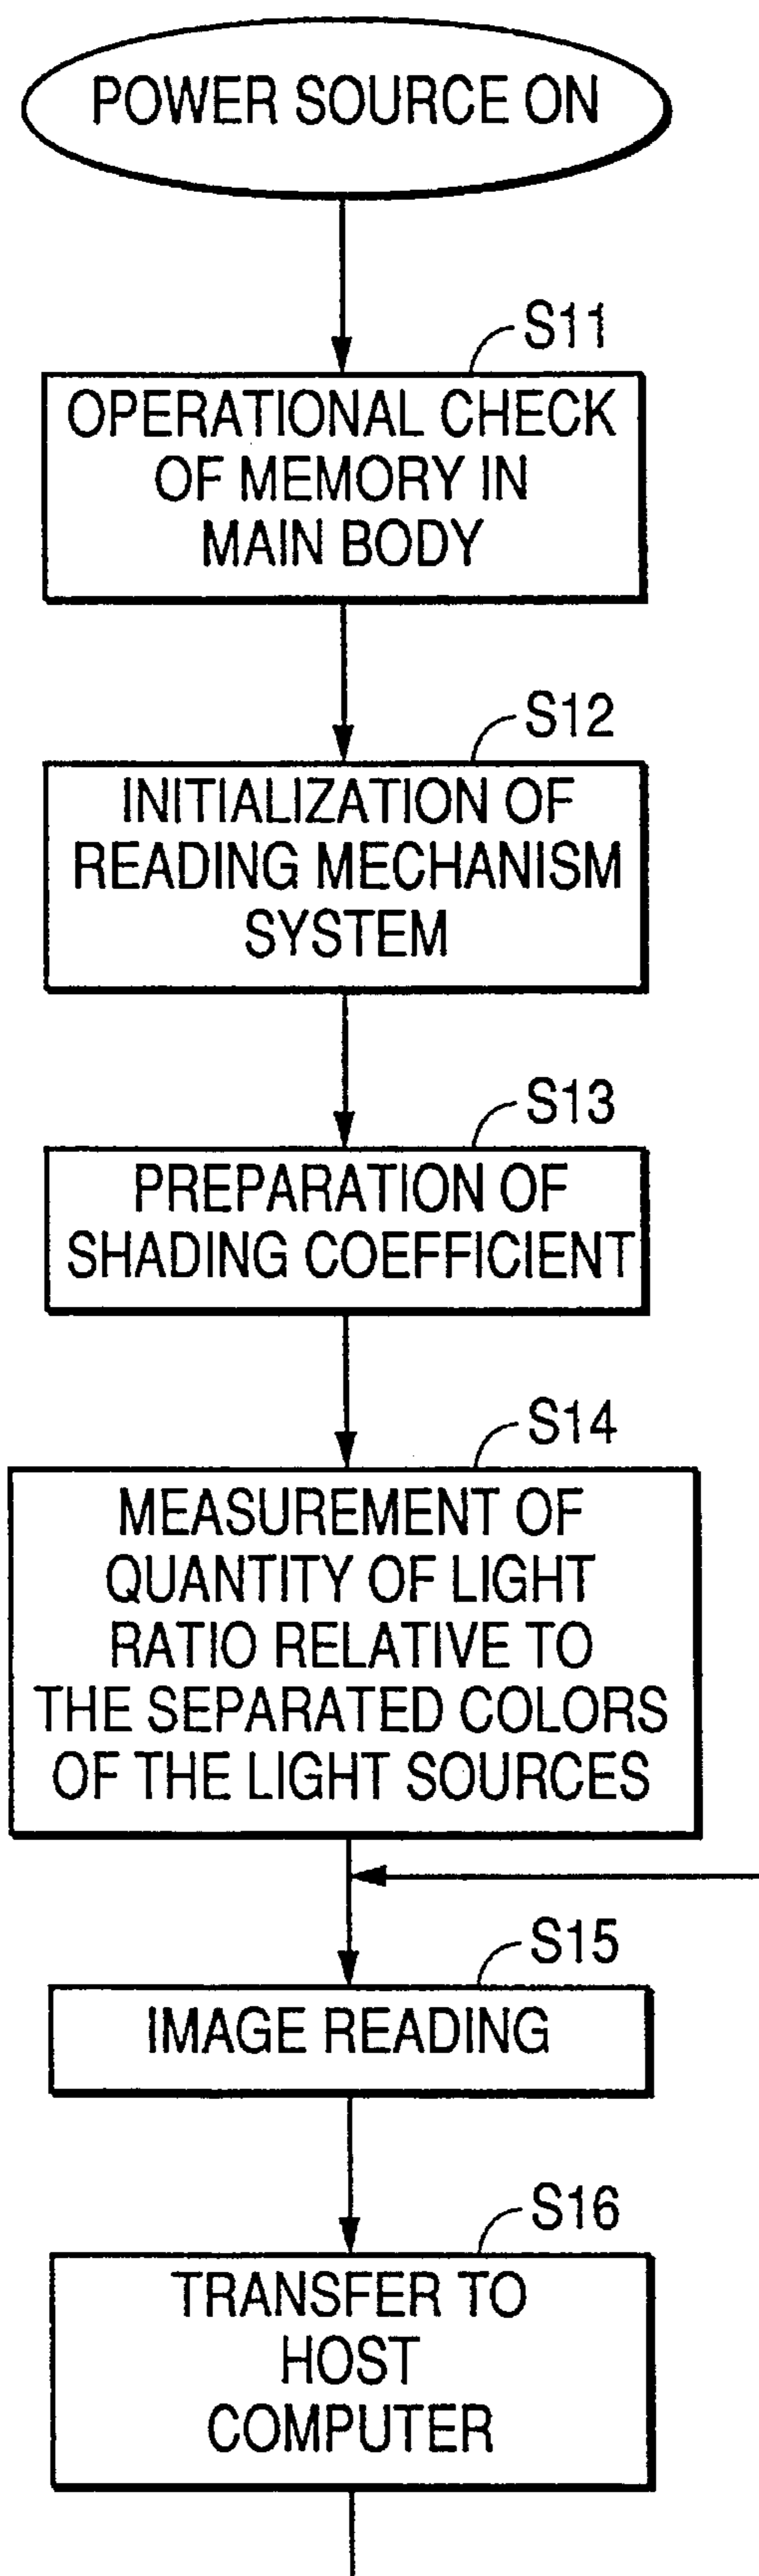 POWER SOURCE ON
S11
OPERATIONAL CHECK
OF MEMORY IN
MAIN BODY
S12
INITIALIZATION OF
READING MECHANISM
SYSTEM
S13
PREPARATION OF
SHADING COEFFICIENT
S14
MEASUREMENT OF
QUANTITY OF LIGHT
RATIO RELATIVE TO
THE SEPARATED COLORS
OF THE LIGHT SOURCES
S15
IMAGE READING
S16
TRANSFER TO
HOST
COMPUTER